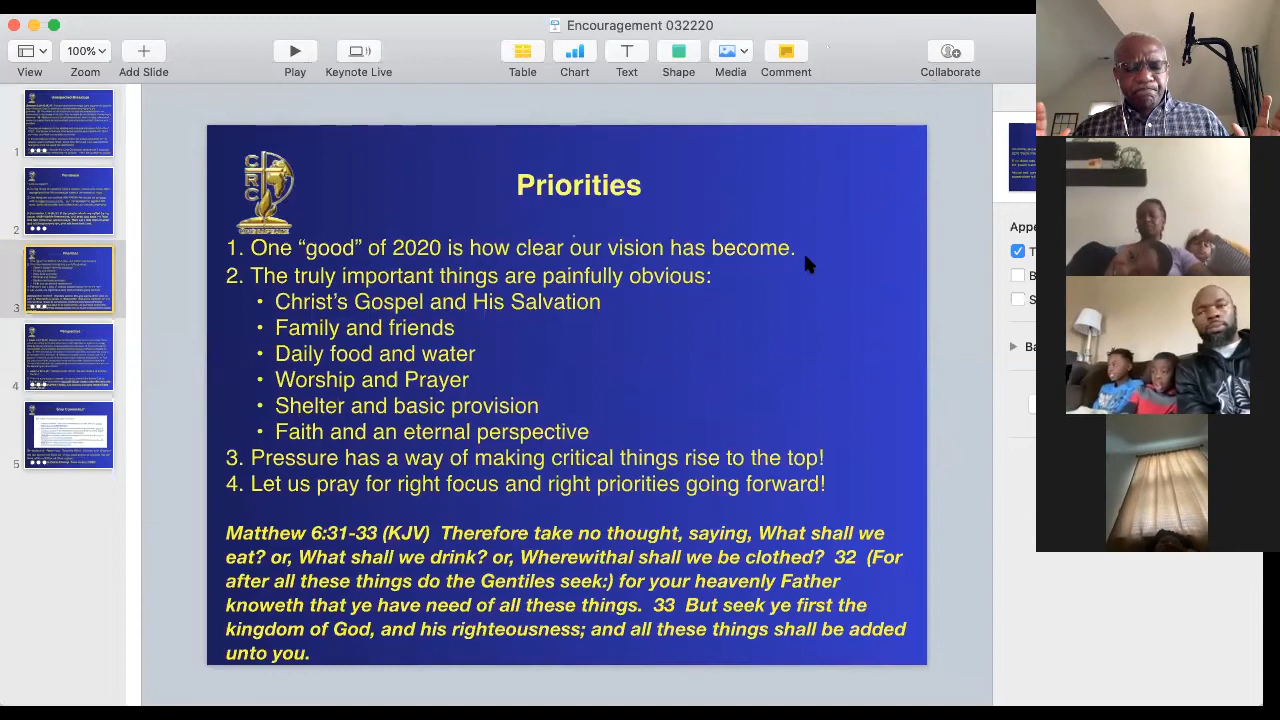 Encouragement 032220
100%
View
Zoom
Add Slide
Play
Keynote Live
Table
Chart
Text
Shape
Media
Comment
Collaborate
1
2
3
4
5
Priorities
1. One “good” of 2020 is how clear our vision has become.
2. The truly important things are painfully obvious:
Christ's Gospel and His Salvation
• Family and friends
Daily food and water
• Worship and Prayer
• Shelter and basic provision
• Faith and an eternal perspective
3. Pressure has a way of making critical things rise to the top!
4. Let us pray for right focus and right priorities going forward!
Matthew 6:31-33 (KJV) Therefore take no thought, saying, What shall we
eat? or, What shall we drink? or, Wherewithal shall we be clothed? 32 (For
after all these things do the Gentiles seek:) for your heavenly Father
knoweth that ye have need of all these things. 33 But seek ye first the
kingdom of God, and his righteousness; and all these things shall be added
unto you.
Appe
T
B
S
Ba